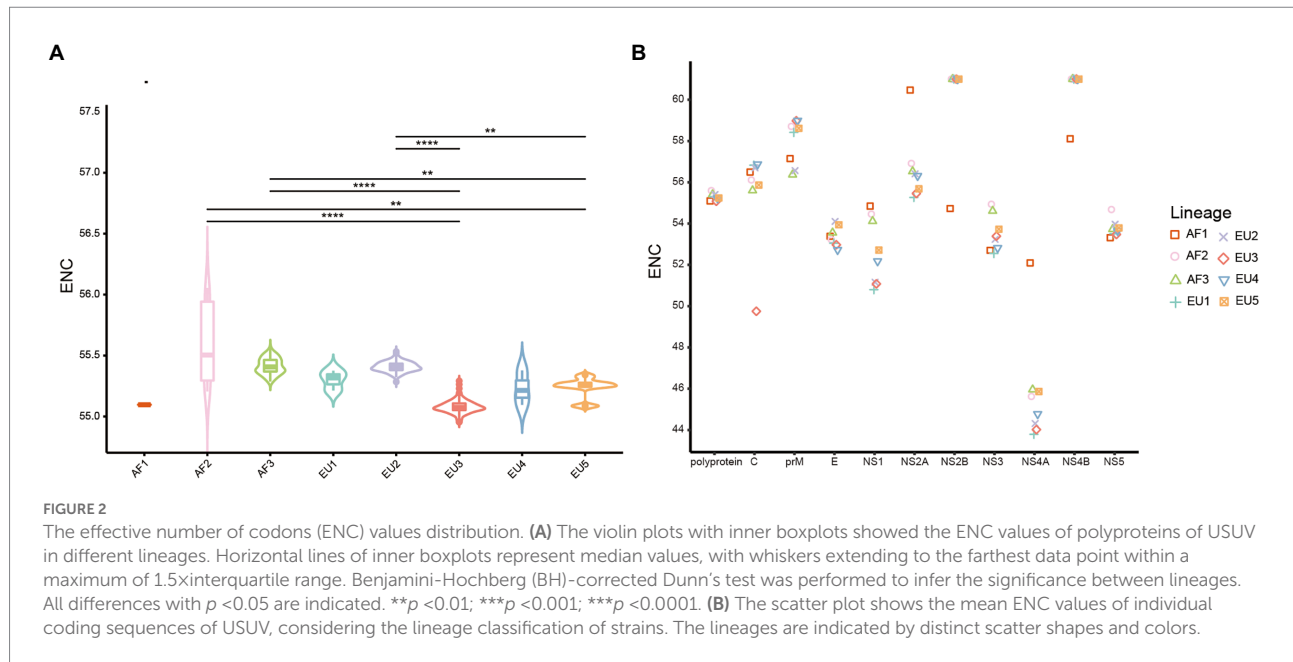 A
B
57.5
57.0
56.5
56.0
55.5
55.0
ENC
**
****
**
****
**
****
AF1
AF2
AF3
EU1
EU2
EU3
EU4
EU5
60
58
56
54
52
50
48
46
44
ENC
polyprotein
C
prM
E
NS1
NS2A
NS2B
NS3
NS4A
NS4B
NS5
Lineage
AF1
EU2
AF2
EU3
AF3
EU4
EU1
EU5
FIGURE 2
The effective number of codons (ENC) values distribution. (A) The violin plots with inner boxplots showed the ENC values of polyproteins of USUV
in different lineages. Horizontal lines of inner boxplots represent median values, with whiskers extending to the farthest data point within a
maximum of 1.5×interquartile range. Benjamini-Hochberg (BH)-corrected Dunn's test was performed to infer the significance between lineages.
All differences with p <0.05 are indicated. **p <0.01; ***p <0.001; ***p <0.0001. (B) The scatter plot shows the mean ENC values of individual
coding sequences of USUV, considering the lineage classification of strains. The lineages are indicated by distinct scatter shapes and colors.